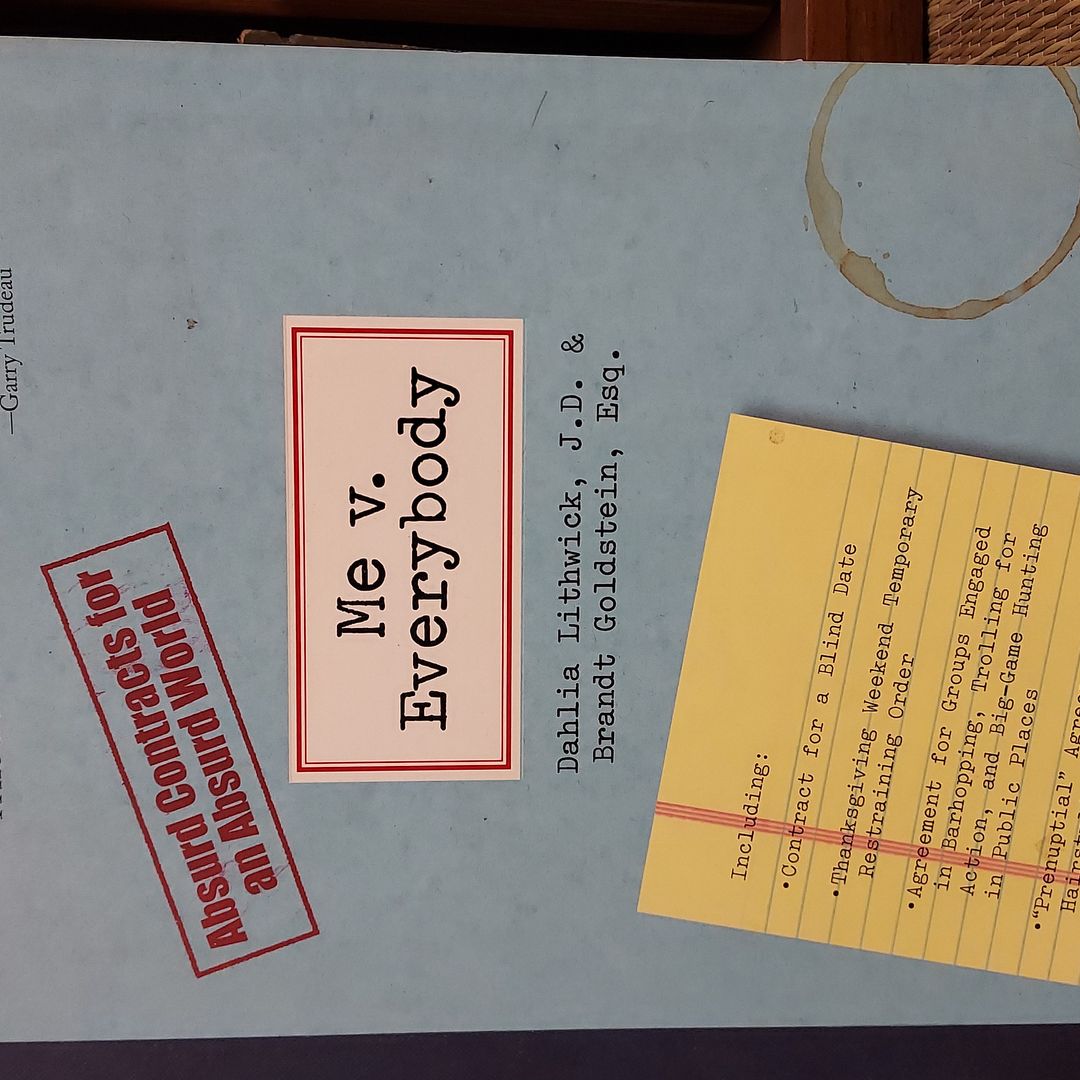 —Garry Trudeau
Absurd Contracts for
an Absurd World
Me v.
Everybody
Dahlia Lithwick, J.D. &
Brandt Goldstein, Esq.
Including:
•Contract for a Blind Date
•Thanksgiving Weekend Temporary
Restraining Order
•Agreement for Groups Engaged
in Barhopping, Trolling for
Action, and Big-Game Hunting
in Public Places
•“Prenuptial”